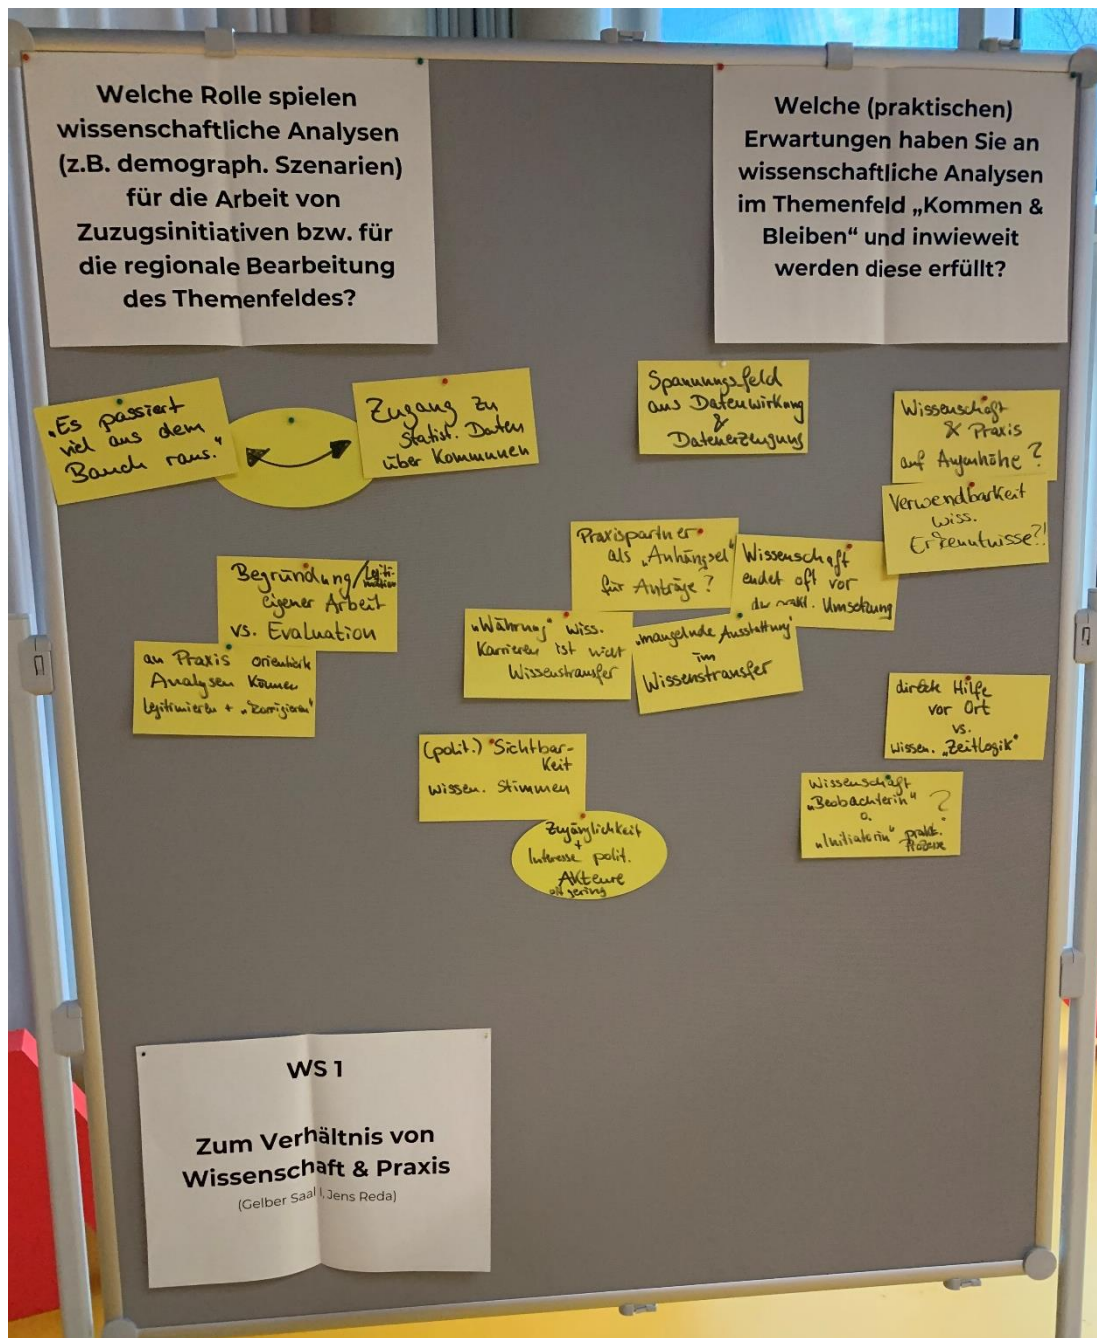 Welche Rolle spielen
wissenschaftliche Analysen
(z.B. demograph. Szenarien)
für die Arbeit von
Zuzugsinitiativen bzw. für
die regionale Bearbeitung
des Themenfeldes?
Welche (praktischen)
Erwartungen haben Sie an
wissenschaftliche Analysen
im Themenfeld „Kommen &
Bleiben“ und inwieweit
werden diese erfüllt?
„Es passiert
viel aus dem
Bauch raus.“
Zugang zu
statist. Daten
über Kommunen
Spannungsfeld
aus Datenwirkung
&
Datenerzeugung
Wissenschaft
& Praxis
auf Augenhöhe?
Verwendbarkeit
wiss.
Erkenntnisse?!
Praxispartner
als „Anhängsel“
für Anträge?
Wissenschaft
endet oft vor
der prakt. Umsetzung
Begründung/Legiti-
mation
eigener Arbeit
vs. Evaluation
an Praxis orientierte
Analysen können
legitimieren + „korrigieren“
„Währung“ wiss.
Karrieren ist nicht
Wissenstransfer
„mangelnde Ausstattung“
im
Wissenstransfer
direkte Hilfe
vor Ort
vs.
wissen. „Zeitlogik“
(polit.) Sichtbar-
keit
wissen. Stimmen
Zugänglichkeit
+
Interesse polit.
Akteure
oft gering
Wissenschaft
„Beobachterin“ ?
o.
„Initiatorin“ prakt.
Prozesse
WS 1
Zum Verhältnis von
Wissenschaft & Praxis
(Gelber Saal I, Jens Reda)